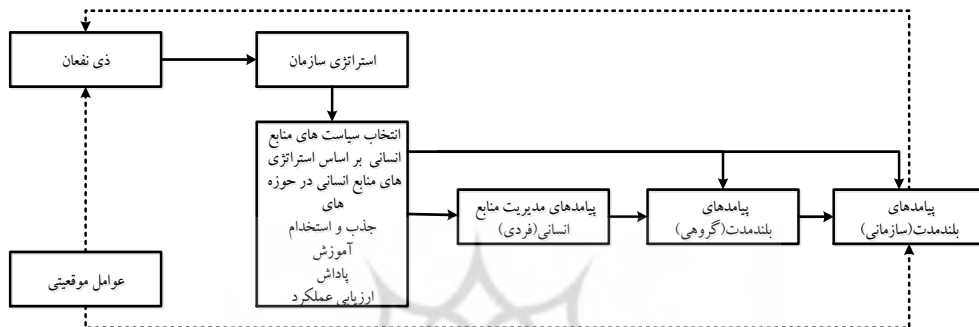 ذی نفعان
استراتژی سازمان
انتخاب سیاست های منابع
انسانی بر اساس استراتژی
های منابع انسانی در حوزه
های
جذب و استخدام
آموزش
پاداش
ارزیابی عملکرد
پیامدهای مدیریت منابع
انسانی(فردی)
پیامدهای
بلندمدت(گروهی)
پیامدهای
بلندمدت(سازمانی)
عوامل موقعیتی